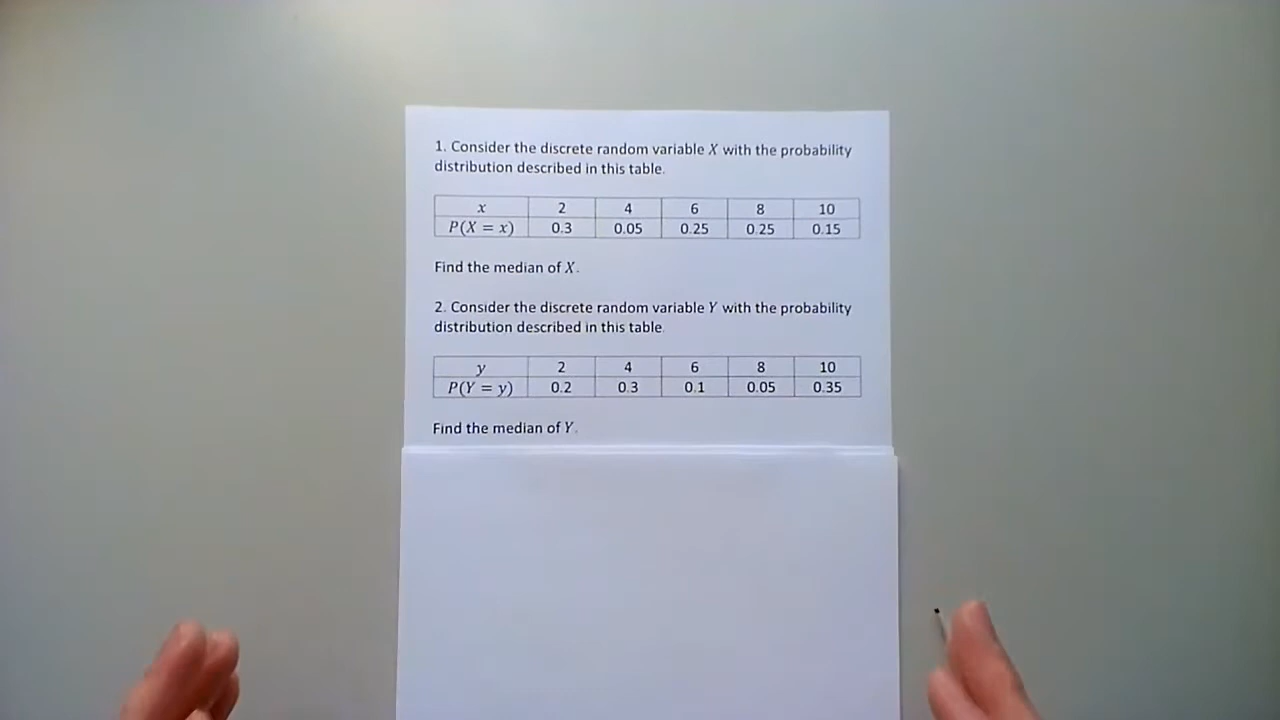 1. Consider the discrete random variable X with the probability
distribution described in this table.
x 2 4 6 8 10
P(X = x) 0.3 0.05 0.25 0.25 0.15
Find the median of X.
2. Consider the discrete random variable Y with the probability
distribution described in this table.
y 2 4 6 8 10
P(Y = y) 0.2 0.3 0.1 0.05 0.35
Find the median of Y.